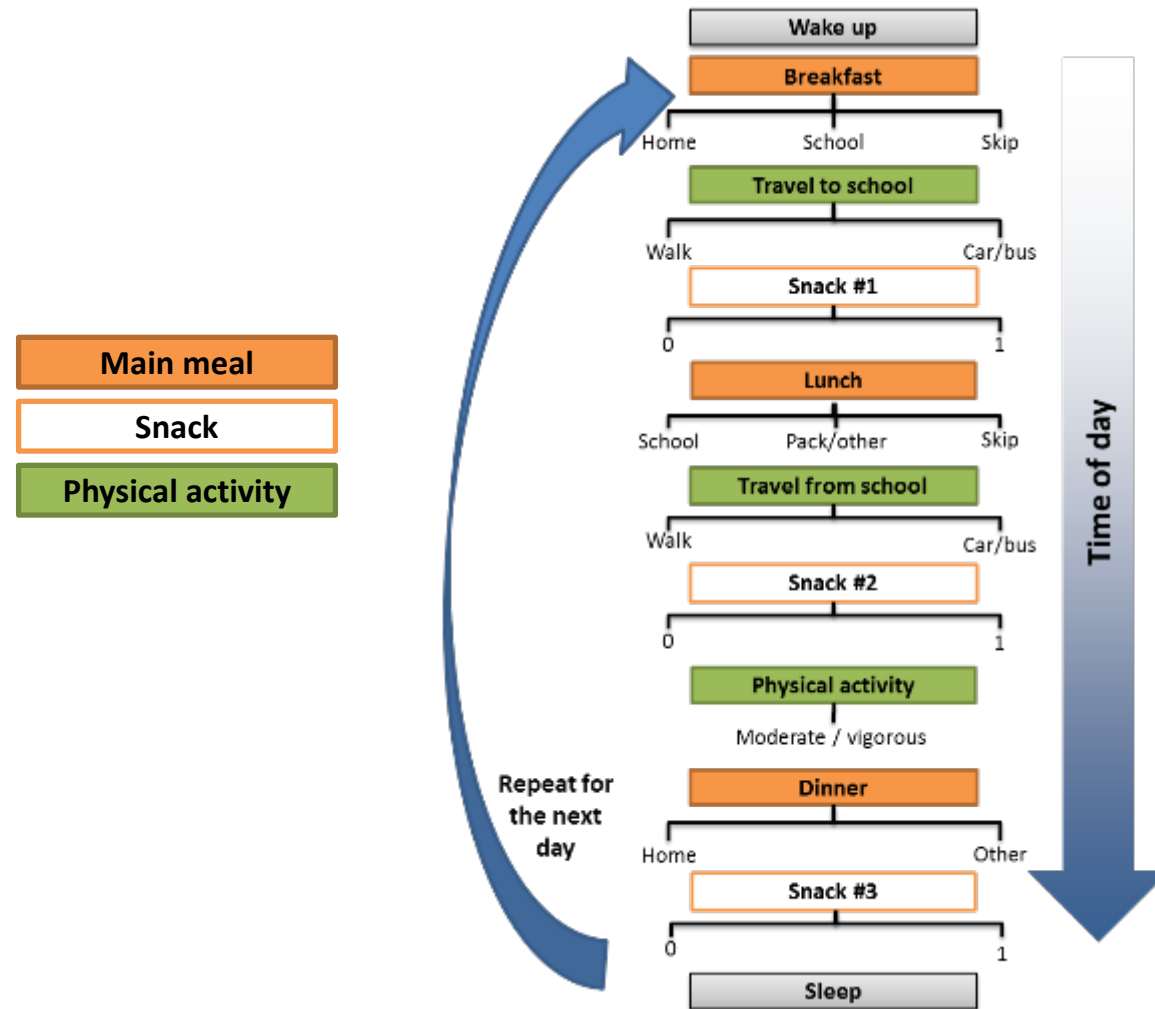 Wake up
Breakfast
Home School Skip
Travel to school
Walk Car/bus
Snack #1
0 1
Lunch
School Pack/other Skip
Travel from school
Walk Car/bus
Snack #2
0 1
Physical activity
Moderate / vigorous
Dinner
Home Other
Snack #3
0 1
Sleep
Main meal
Snack
Physical activity
Repeat for
the next
day
Time of day